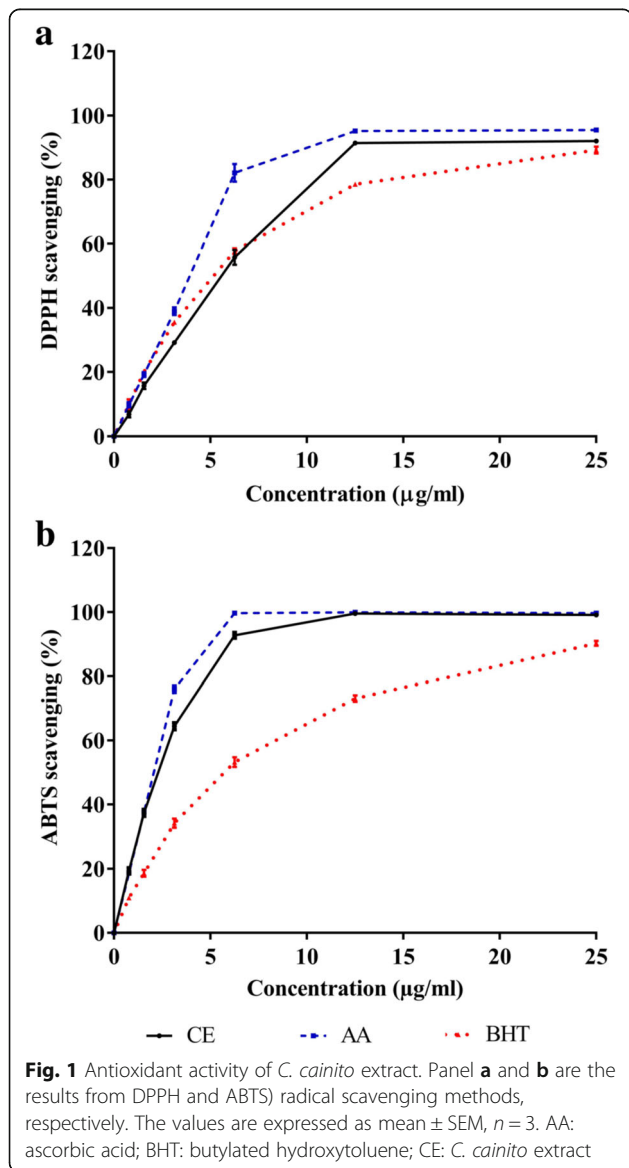 a
120
100
80
60
40
20
0
DPPH scavenging (%)
0 5 10 15 20 25
Concentration (μg/ml)
b
120
100
80
60
40
20
0
ABTS scavenging (%)
0 5 10 15 20 25
Concentration (µg/ml)
CE AA BHT
Fig. 1 Antioxidant activity of C. cainito extract. Panel a and b are the
results from DPPH and ABTS) radical scavenging methods,
respectively. The values are expressed as mean ± SEM, n = 3. AA:
ascorbic acid; BHT: butylated hydroxytoluene; CE: C. cainito extract